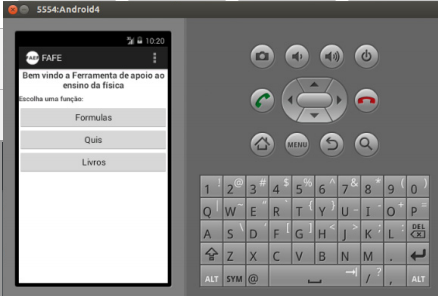 5554:Android4
10:20
FAFE FAFE
Bem vindo a Ferramenta de apoio ao
ensino da física
Escolha uma função:
Formulas
Quis
Livros
MENU
1 ! 2 @ 3 # 4 $ 5 % 6 ^ 7 & 8 * 9 ( 0 )
Q W ~ E " R ` T { Y } U _ I - O + P =
A S \ D ' F [ G ] H < J > K ; L : DEL
Z X C V B N M .
ALT SYM @ / ? , ALT